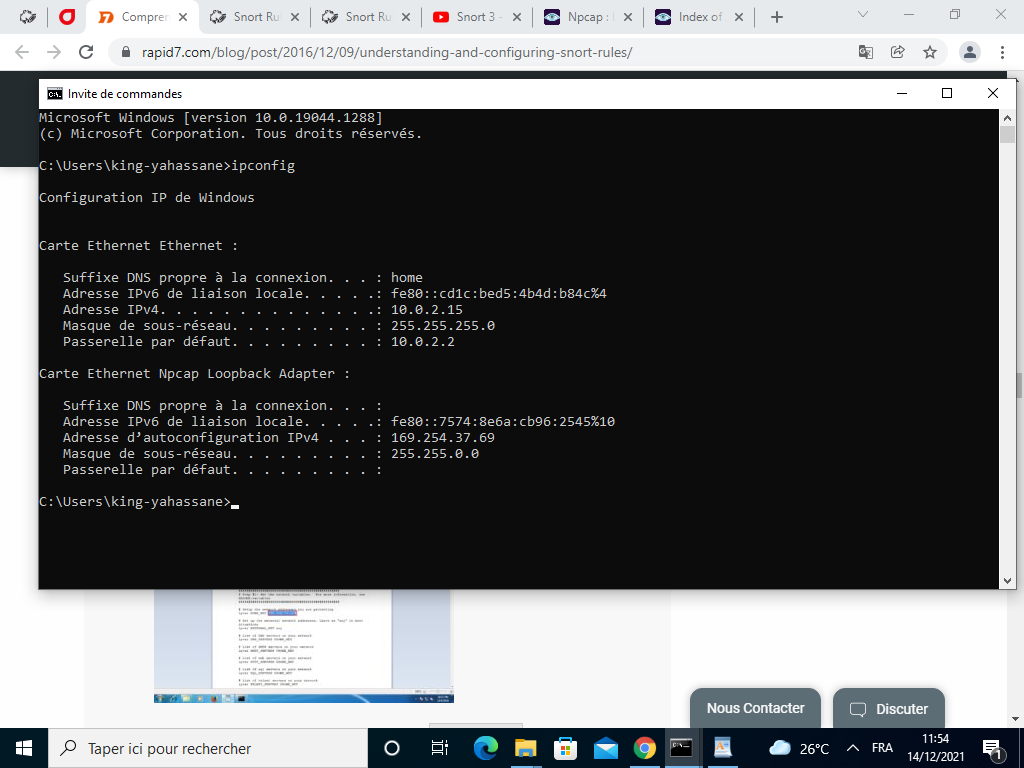 Compren
Snort Ru
Snort Ru
Snort 3 -
Npcap :
Index of
rapid7.com/blog/post/2016/12/09/understanding-and-configuring-snort-rules/
Invite de commandes
Microsoft Windows [version 10.0.19044.1288]
(c) Microsoft Corporation. Tous droits réservés.
C:\Users\king-yahassane>ipconfig
Configuration IP de Windows
Carte Ethernet Ethernet :
Suffixe DNS propre à la connexion. . . : home
Adresse IPv6 de liaison locale. . . . .: fe80::cd1c:bed5:4b4d:b84c%4
Adresse IPv4. . . . . . . . . . . . . .: 10.0.2.15
Masque de sous-réseau. . . . . . . . . : 255.255.255.0
Passerelle par défaut. . . . . . . . . : 10.0.2.2
Carte Ethernet Npcap Loopback Adapter :
Suffixe DNS propre à la connexion. . . :
Adresse IPv6 de liaison locale. . . . .: fe80::7574:8e6a:cb96:2545%10
Adresse d’autoconfiguration IPv4 . . . : 169.254.37.69
Masque de sous-réseau. . . . . . . . . : 255.255.0.0
Passerelle par défaut. . . . . . . . . :
C:\Users\king-yahassane>
Nous Contacter
Discuter
Taper ici pour rechercher
26°C
FRA
11:54
14/12/2021
1